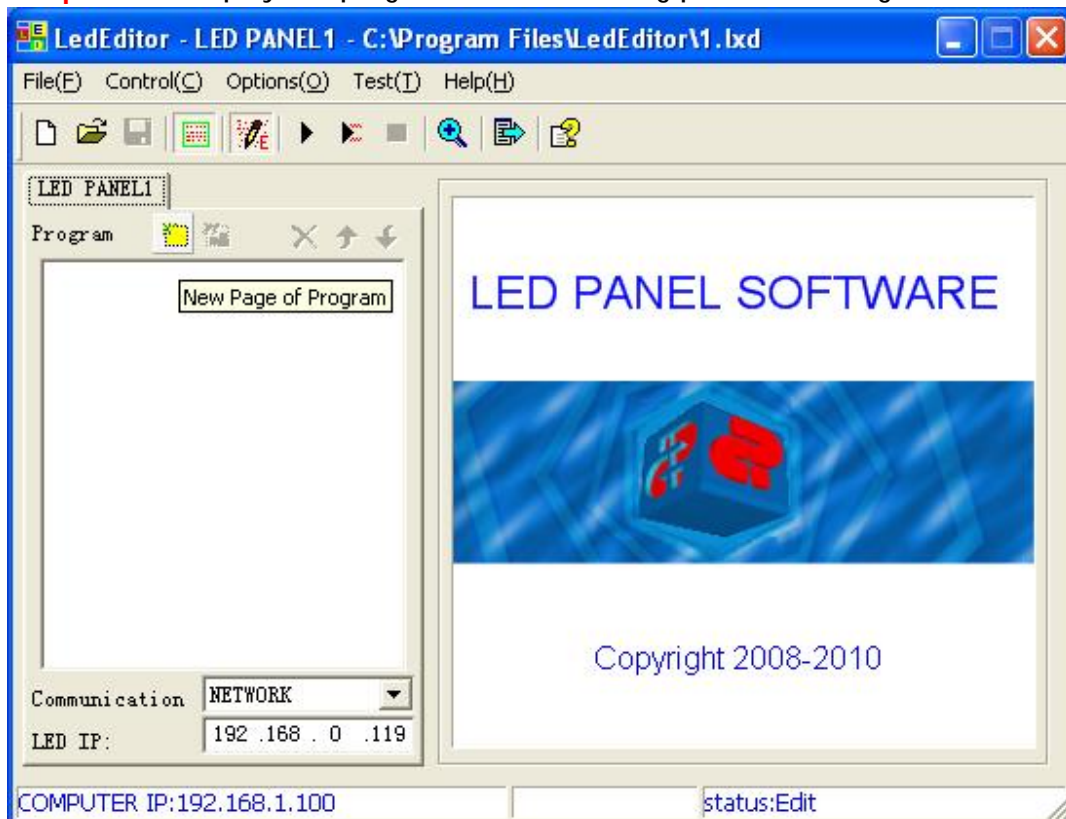 LedEditor - LED PANEL1 - C:\Program Files\LedEditor\1.lxd
File(F) Control(C) Options(O) Test(T) Help(H)
LED PANEL1
Program
New Page of Program
LED PANEL SOFTWARE
Copyright 2008-2010
Communication NETWORK
LED IP: 192 .168 . 0 .119
COMPUTER IP:192.168.1.100
status:Edit